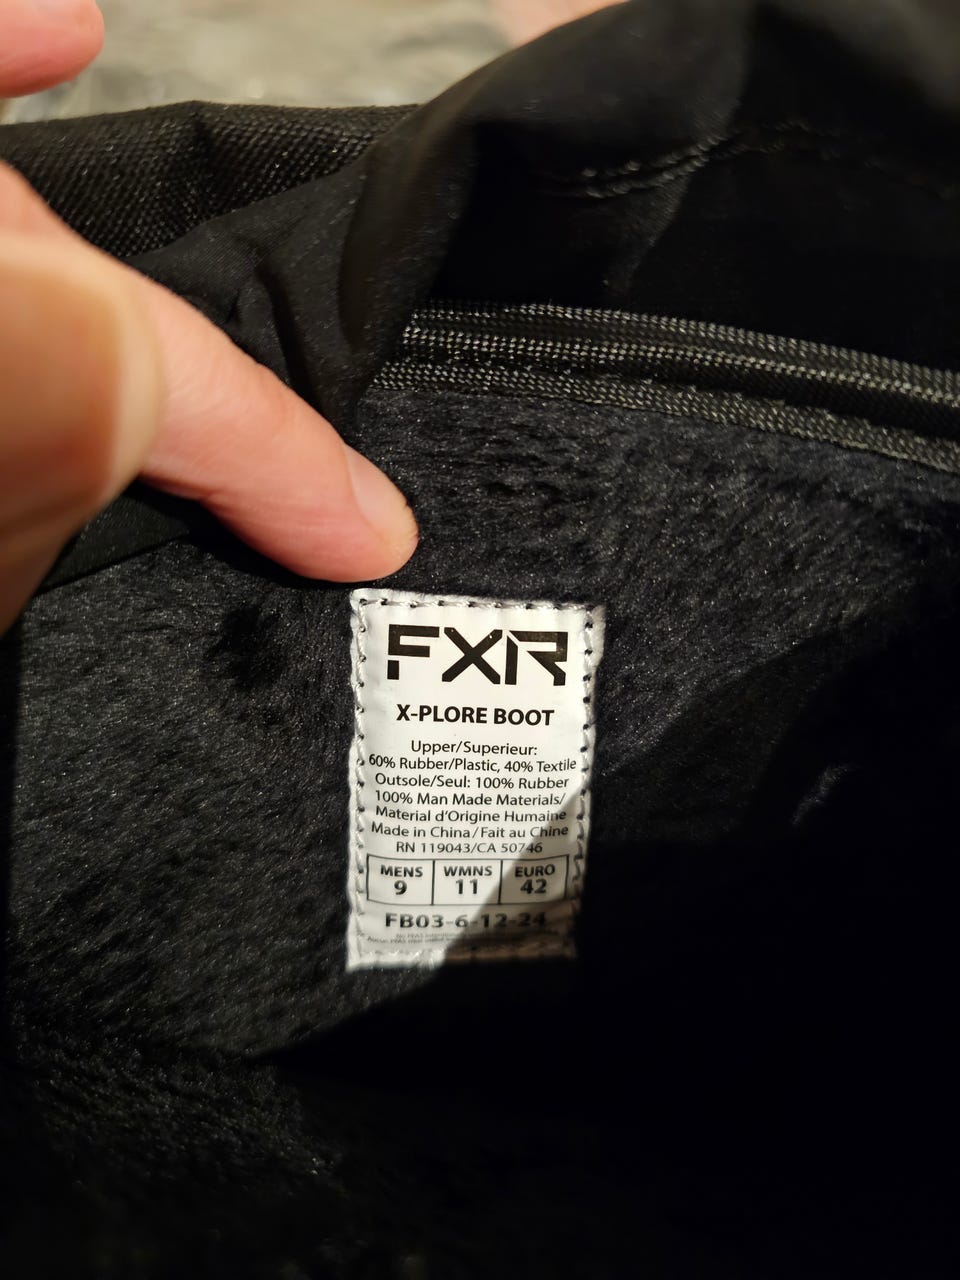 FXR
X-PLORE BOOT
Upper/Superieur:
60% Rubber/Plastic, 40% Textile
Outsole/Seul: 100% Rubber
100% Man Made Materials/
Material d'Origine Humaine
Made in China/Fait au Chine
RN 119043/CA 50746
MENS WMNS EURO
9 11 42
FB03-6-12-24